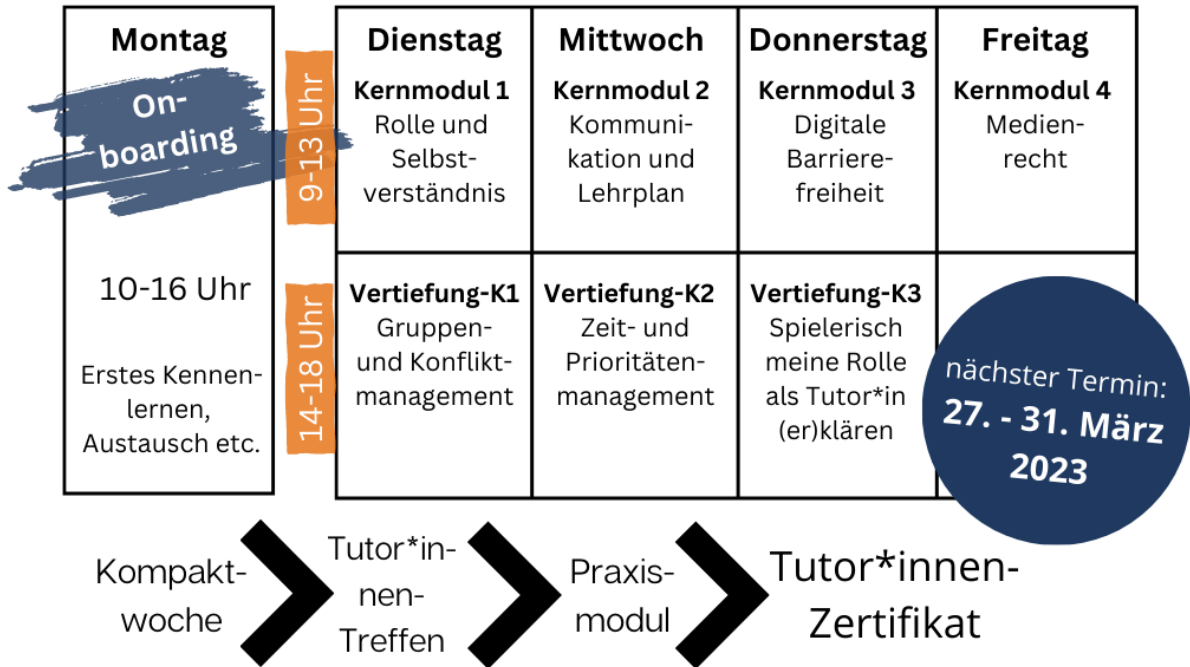 Montag
On-
boarding
10-16 Uhr
Erstes Kennen-
lernen,
Austausch etc.
9-13 Uhr
14-18 Uhr
Dienstag
Kernmodul 1
Rolle und
Selbst-
verständnis
Vertiefung-K1
Gruppen-
und Konflikt-
management
Mittwoch
Kernmodul 2
Kommuni-
kation und
Lehrplan
Vertiefung-K2
Zeit- und
Prioritäten-
management
Donnerstag
Kernmodul 3
Digitale
Barriere-
freiheit
Vertiefung-K3
Spielerisch
meine Rolle
als Tutor*in
(er)klären
Freitag
Kernmodul 4
Medien-
recht
nächster Termin:
27. - 31. März
2023
Kompakt-
woche
Tutor*in-
nen-
Treffen
Praxis-
modul
Tutor*innen-
Zertifikat